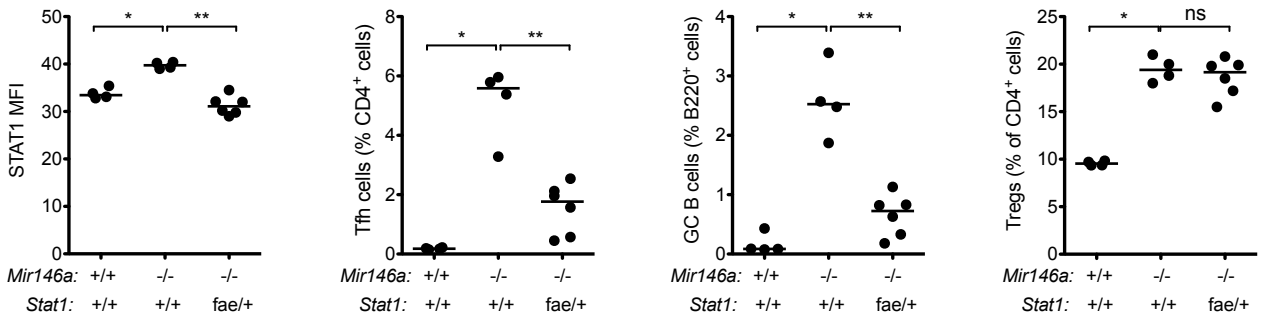 STAT1 MFI
50
40
30
20
10
0
* **
Mir146a: +/+ -/- -/-
Stat1: +/+ +/+ fae/+
Tfh cells (% CD4⁺ cells)
8
6
4
2
0
* **
Mir146a: +/+ -/- -/-
Stat1: +/+ +/+ fae/+
GC B cells (% B220⁺ cells)
4
3
2
1
0
* **
Mir146a: +/+ -/- -/-
Stat1: +/+ +/+ fae/+
Tregs (% of CD4⁺ cells)
25
20
15
10
5
0
* ns
Mir146a: +/+ -/- -/-
Stat1: +/+ +/+ fae/+